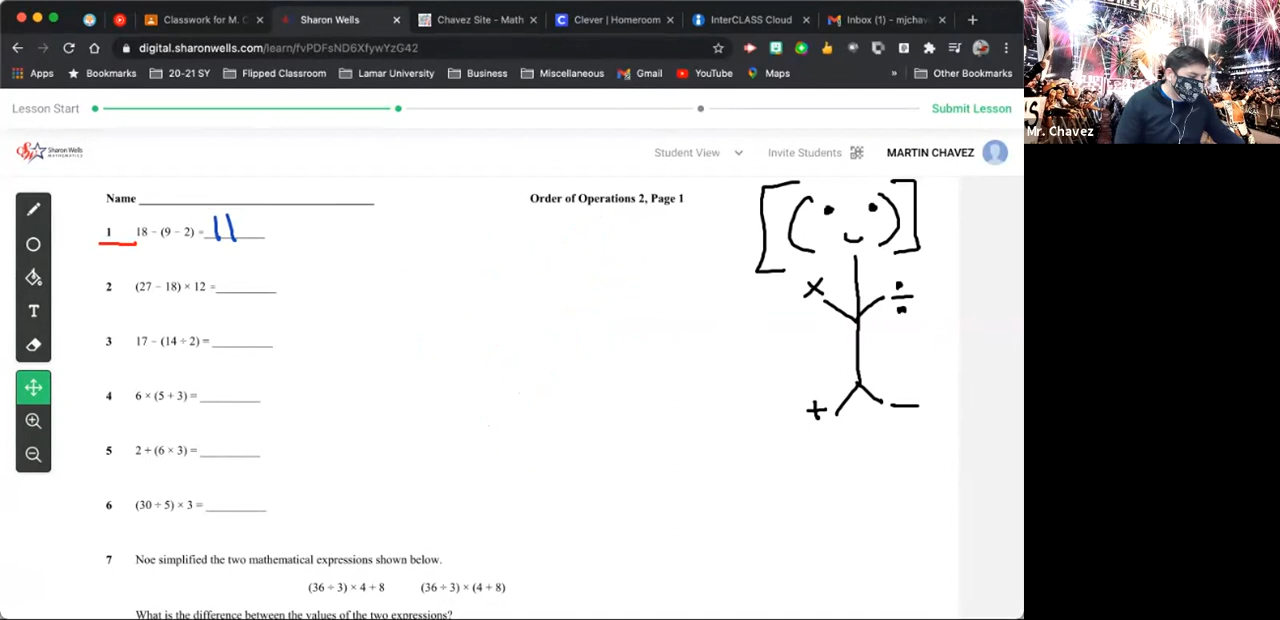 Classwork for M. C
Sharon Wells
Chavez Site - Math
Clever | Homeroom
InterCLASS Cloud
Inbox (1) - mjchav
digital.sharonwells.com/learn/fvPDFsND6XfywYzG42
Apps
Bookmarks
20-21 SY
Flipped Classroom
Lamar University
Business
Miscellaneous
Gmail
YouTube
Maps
»
Other Bookmarks
Mr. Chavez
Lesson Start
Submit Lesson
Sharon Wells
MATHEMATICS
Student View
Invite Students
MARTIN CHAVEZ
Name
Order of Operations 2, Page 1
1 18 − (9 − 2) = 11
2 (27 − 18) × 12 =
3 17 − (14 ÷ 2) =
4 6 × (5 + 3) =
5 2 + (6 × 3) =
6 (30 ÷ 5) × 3 =
[( )]
× ÷
+ −
T
7 Noe simplified the two mathematical expressions shown below.
(36 ÷ 3) × 4 + 8 (36 ÷ 3) × (4 + 8)
What is the difference between the values of the two expressions?